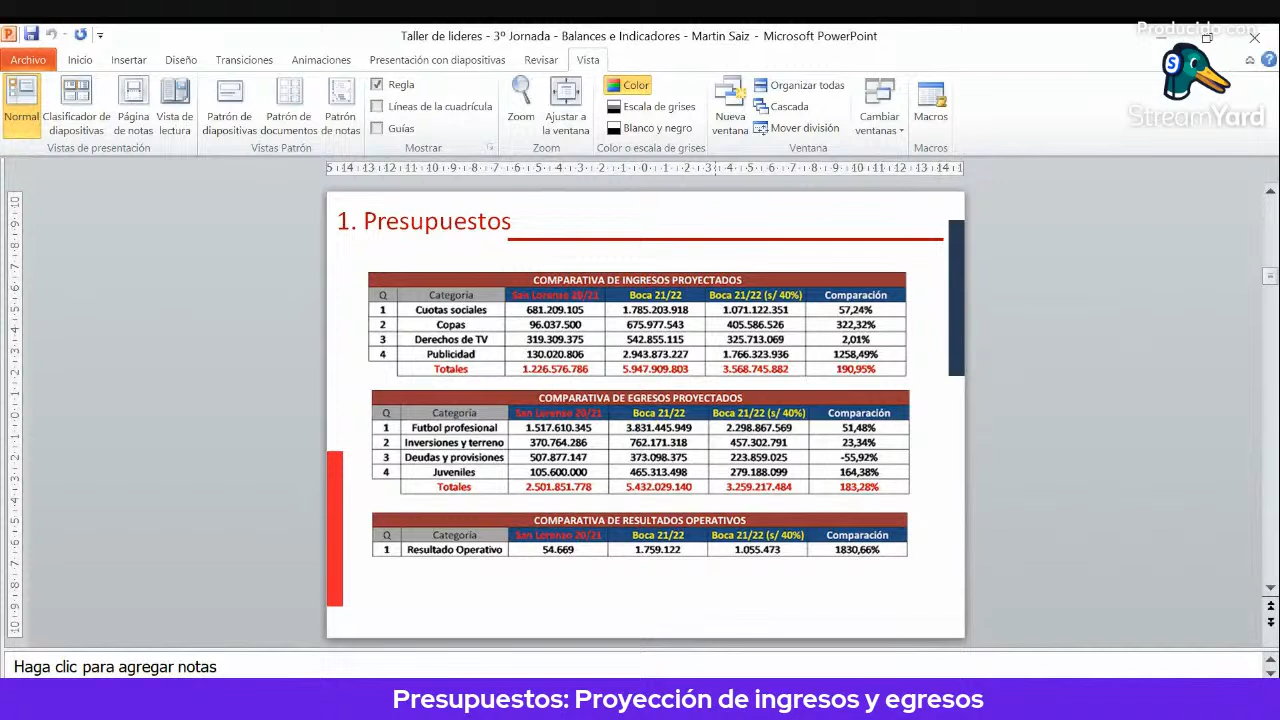 Producido con
Taller de lideres - 3º Jornada - Balances e Indicadores - Martin Saiz - Microsoft PowerPoint
StreamYard
Archivo Inicio Insertar Diseño Transiciones Animaciones Presentación con diapositivas Revisar Vista
Normal Clasificador de diapositivas Página de notas Vista de lectura
Vistas de presentación
Patrón de diapositivas Patrón de documentos Patrón de notas
Vistas Patrón
Regla
Líneas de la cuadrícula
Guías
Mostrar
Zoom Ajustar a la ventana
Zoom
Color
Escala de grises
Blanco y negro
Color o escala de grises
Nueva ventana
Organizar todas
Cascada
Mover división
Cambiar ventanas
Ventana
Macros
Macros
1. Presupuestos
COMPARATIVA DE INGRESOS PROYECTADOS
Q Categoría San Lorenzo 20/21 Boca 21/22 Boca 21/22 (s/ 40%) Comparación
1 Cuotas sociales 681.209.105 1.785.203.918 1.071.122.351 57,24%
2 Copas 96.037.500 675.977.543 405.586.526 322,32%
3 Derechos de TV 319.309.375 542.855.115 325.713.069 2,01%
4 Publicidad 130.020.806 2.943.873.227 1.766.323.936 1258,49%
Totales 1.226.576.786 5.947.909.803 3.568.745.882 190,95%
COMPARATIVA DE EGRESOS PROYECTADOS
Q Categoría San Lorenzo 20/21 Boca 21/22 Boca 21/22 (s/ 40%) Comparación
1 Futbol profesional 1.517.610.345 3.831.445.949 2.298.867.569 51,48%
2 Inversiones y terreno 370.764.286 762.171.318 457.302.791 23,34%
3 Deudas y provisiones 507.877.147 373.098.375 223.859.025 -55,92%
4 Juveniles 105.600.000 465.313.498 279.188.099 164,38%
Totales 2.501.851.778 5.432.029.140 3.259.217.484 183,28%
COMPARATIVA DE RESULTADOS OPERATIVOS
Q Categoría San Lorenzo 20/21 Boca 21/22 Boca 21/22 (s/ 40%) Comparación
1 Resultado Operativo 54.669 1.759.122 1.055.473 1830,66%
Haga clic para agregar notas
Presupuestos: Proyección de ingresos y egresos